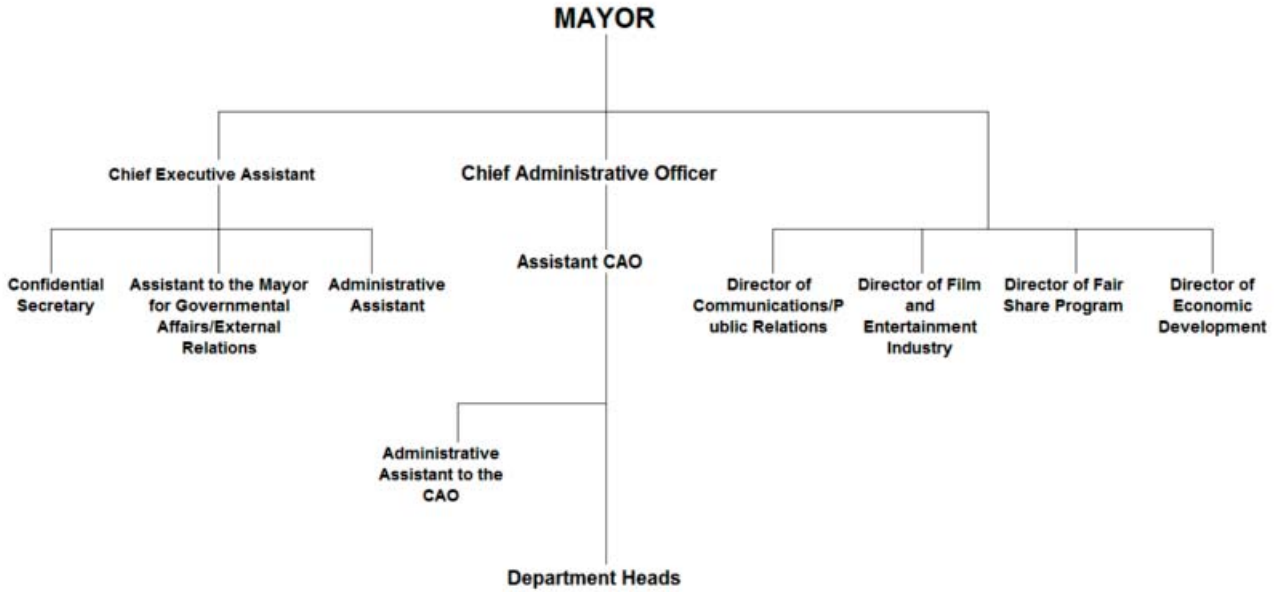 MAYOR
Chief Executive Assistant
Chief Administrative Officer
Assistant CAO
Confidential
Secretary
Assistant to the Mayor
for Governmental
Affairs/External
Relations
Administrative
Assistant
Director of
Communications/P
ublic Relations
Director of Film
and
Entertainment
Industry
Director of Fair
Share Program
Director of
Economic
Development
Administrative
Assistant to the
CAO
Department Heads